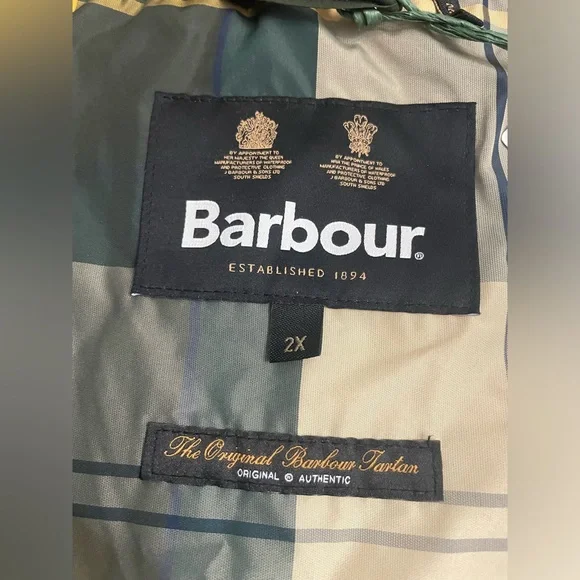 BY APPOINTMENT TO
HER MAJESTY THE QUEEN
MANUFACTURERS OF WATERPROOF
AND PROTECTIVE CLOTHING
J BARBOUR & SONS LTD
SOUTH SHIELDS
BY APPOINTMENT TO
HRH THE PRINCE OF WALES
MANUFACTURERS OF WATERPROOF
AND PROTECTIVE CLOTHING
J BARBOUR & SONS LTD
SOUTH SHIELDS
Barbour®
ESTABLISHED 1894
2X
The Original Barbour Tartan
ORIGINAL © AUTHENTIC